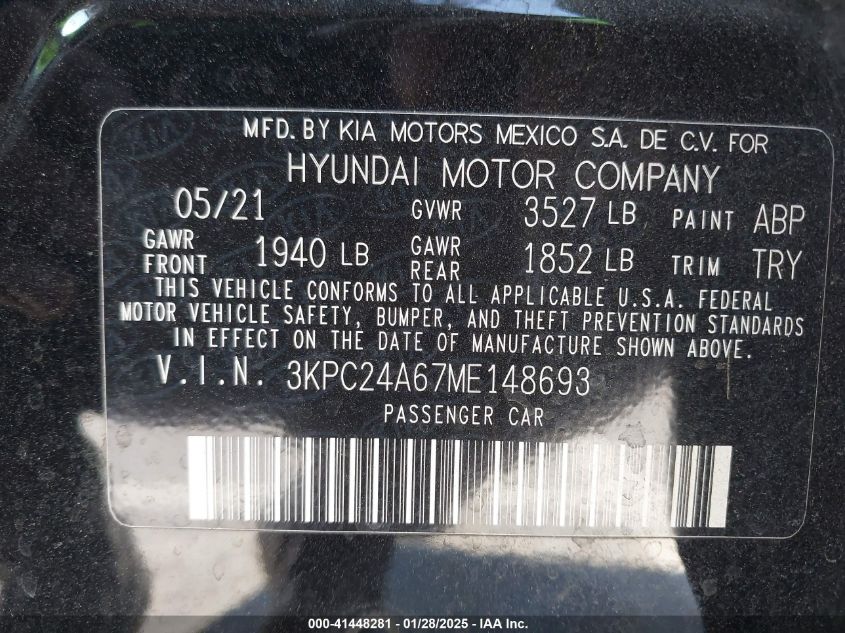 MFD. BY KIA MOTORS MEXICO S.A. DE C.V. FOR
HYUNDAI MOTOR COMPANY
05/21 GVWR 3527 LB PAINT ABP
GAWR FRONT 1940 LB GAWR REAR 1852 LB TRIM TRY
THIS VEHICLE CONFORMS TO ALL APPLICABLE U.S.A. FEDERAL
MOTOR VEHICLE SAFETY, BUMPER, AND THEFT PREVENTION STANDARDS
IN EFFECT ON THE DATE OF MANUFACTURE SHOWN ABOVE.
V.I.N. 3KPC24A67ME148693
PASSENGER CAR
000-41448281 - 01/28/2025 - IAA Inc.